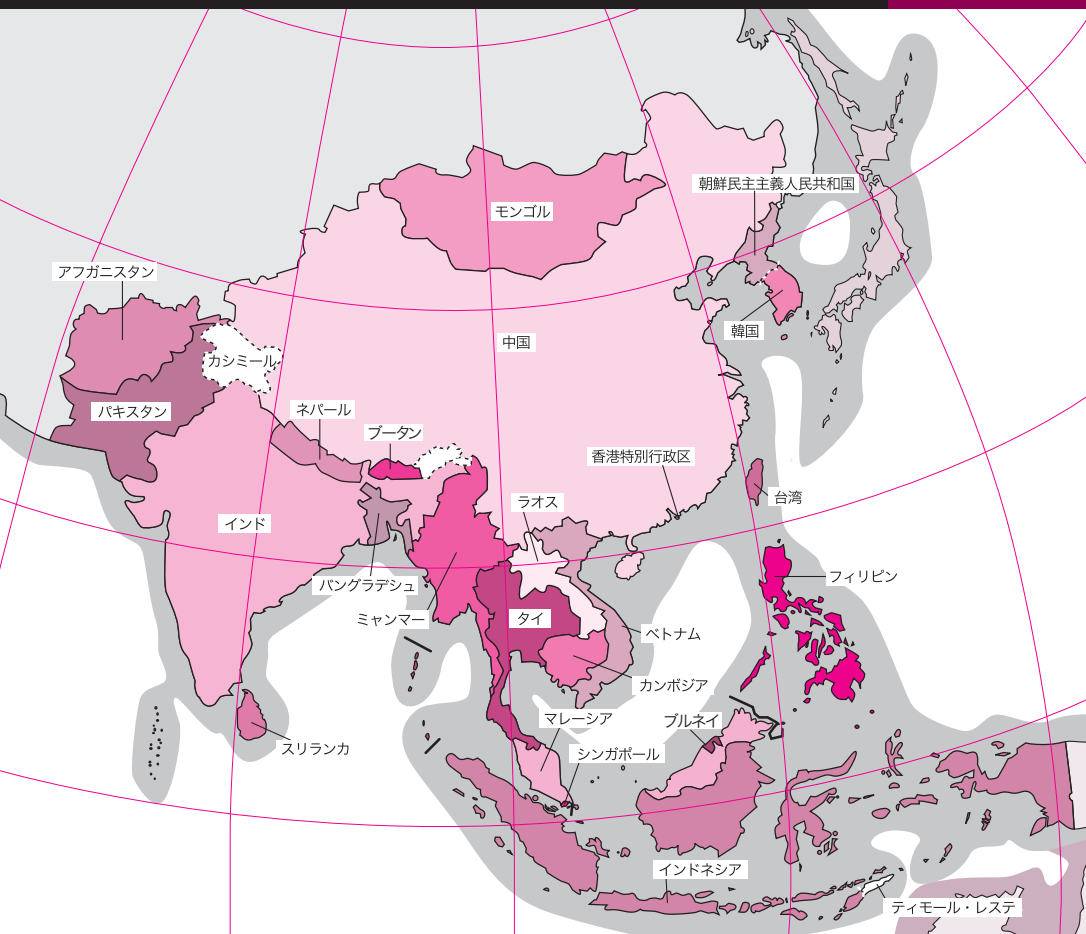 朝鮮民主主義人民共和国
モンゴル
アフガニスタン
韓国
中国
カシミール
パキスタン
ネパール
ブータン
香港特別行政区
台湾
ラオス
インド
フィリピン
バングラデシュ
ミャンマー
タイ
ベトナム
カンボジア
マレーシア
ブルネイ
スリランカ
シンガポール
インドネシア
ティモール・レステ